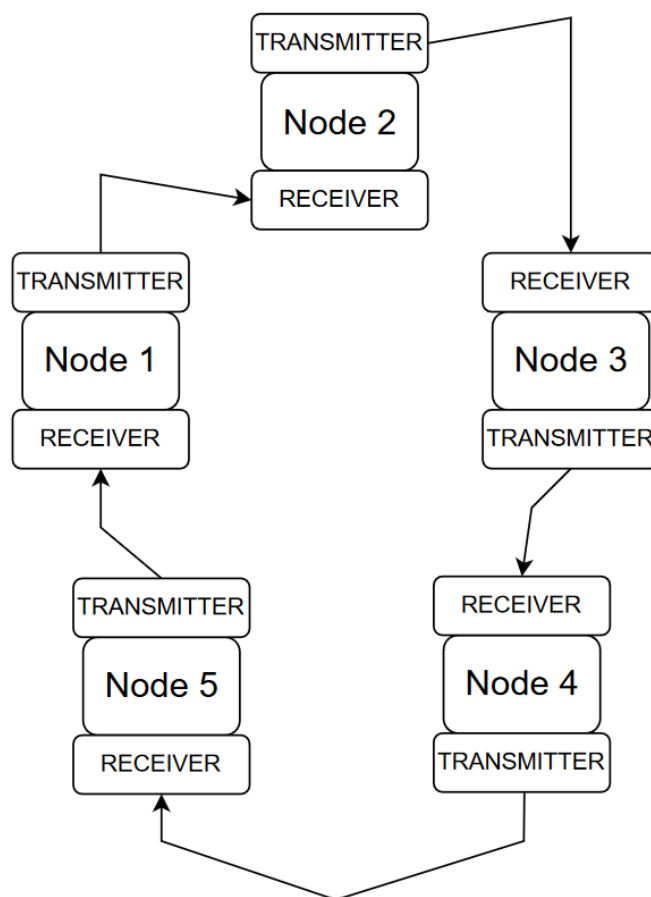 TRANSMITTER
Node 2
RECEIVER
TRANSMITTER
Node 1
RECEIVER
RECEIVER
Node 3
TRANSMITTER
TRANSMITTER
Node 5
RECEIVER
RECEIVER
Node 4
TRANSMITTER